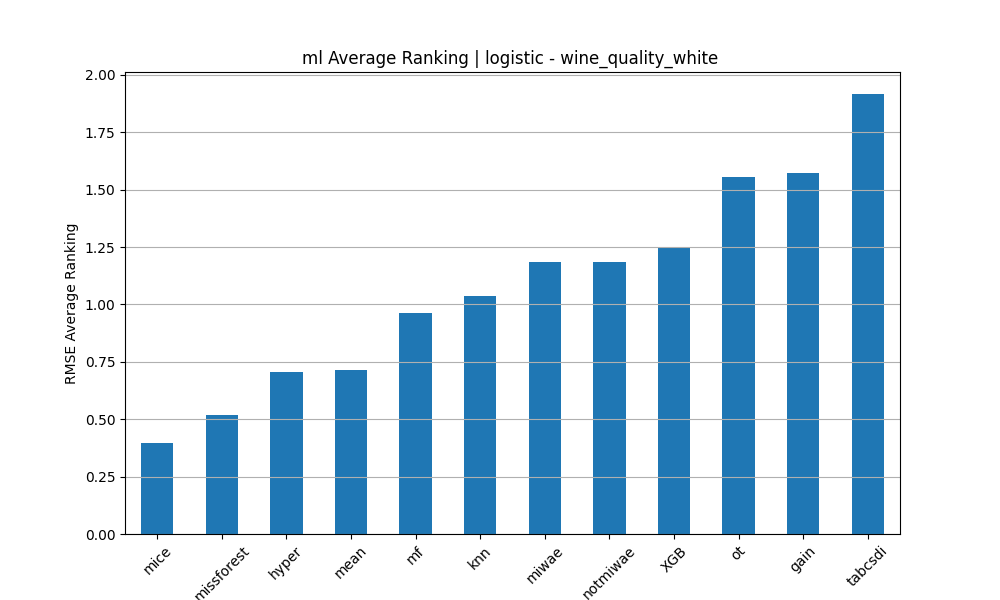 ml Average Ranking | logistic - wine_quality_white
RMSE Average Ranking
2.00
1.75
1.50
1.25
1.00
0.75
0.50
0.25
0.00
mice
missforest
hyper
mean
mf
knn
miwae
notmiwae
XGB
ot
gain
tabcsdi